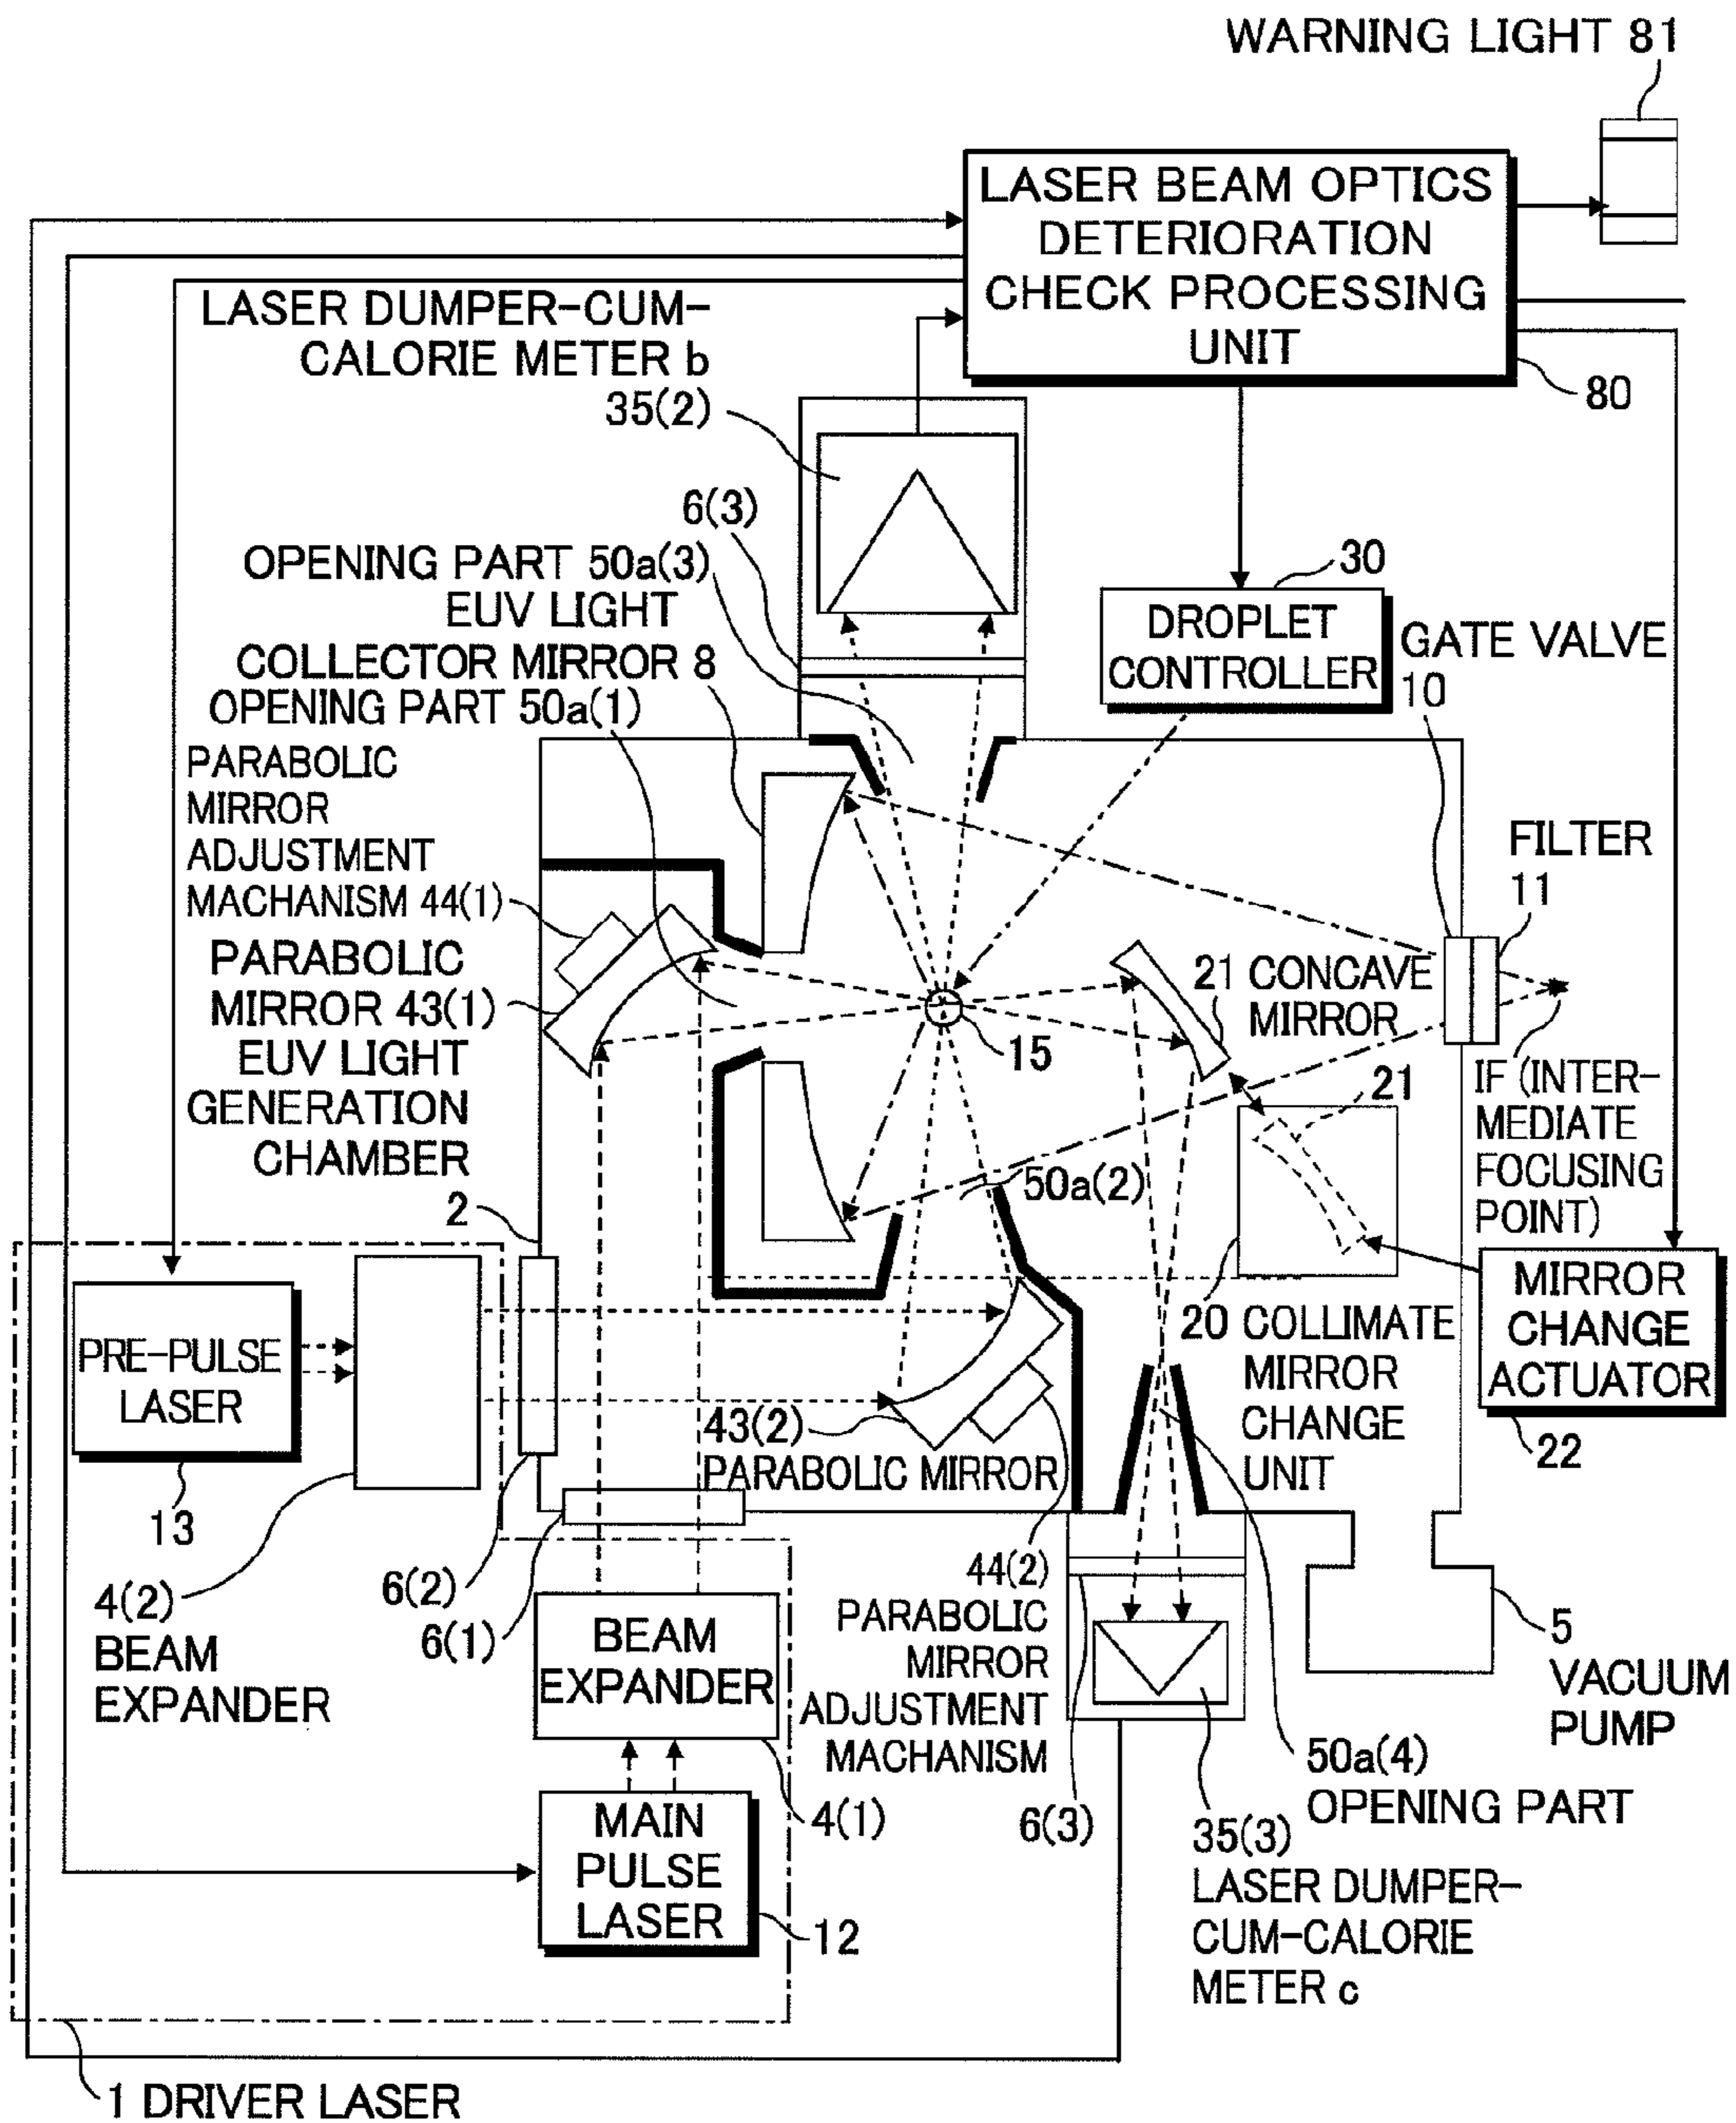 WARNING LIGHT 81
LASER BEAM OPTICS
DETERIORATION
CHECK PROCESSING
UNIT
80
LASER DUMPER-CUM-
CALORIE METER b
35(2)
6(3)
OPENING PART 50a(3)
EUV LIGHT
COLLECTOR MIRROR 8
OPENING PART 50a(1)
PARABOLIC
MIRROR
ADJUSTMENT
MACHANISM 44(1)
PARABOLIC
MIRROR 43(1)
EUV LIGHT
GENERATION
CHAMBER
2
30
DROPLET
CONTROLLER
GATE VALVE
10
FILTER
11
21 CONCAVE
MIRROR
15
IF (INTER-
MEDIATE
FOCUSING
POINT)
21
50a(2)
PRE-PULSE
LASER
13
4(2)
BEAM
EXPANDER
6(2)
6(1)
43(2)
PARABOLIC MIRROR
20 COLLIMATE
MIRROR
CHANGE
UNIT
MIRROR
CHANGE
ACTUATOR
22
44(2)
PARABOLIC
MIRROR
ADJUSTMENT
MACHANISM
BEAM
EXPANDER
4(1)
MAIN
PULSE
LASER
12
6(3)
35(3)
LASER DUMPER-
CUM-CALORIE
METER c
50a(4)
OPENING PART
5
VACUUM
PUMP
1 DRIVER LASER